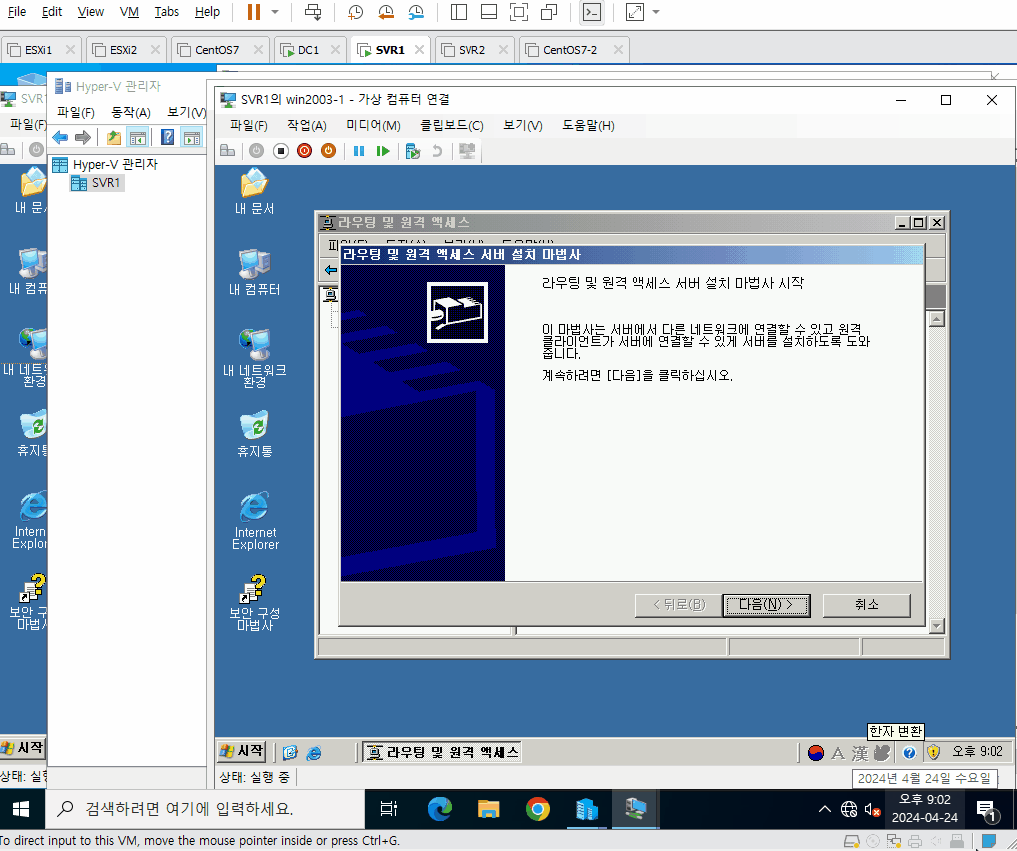 File Edit View VM Tabs Help
ESXi1 ESXi2 CentOS7 DC1 SVR1 SVR2 CentOS7-2
Hyper-V 관리자
파일(F) 동작(A) 보기(V)
Hyper-V 관리자
SVR1
SVR1
파일(F
내 문
내 컴퓨
내 네트
환경
휴지
Intern
Explor
보안 구
마법사
시작
상태: 실행
SVR1의 win2003-1 - 가상 컴퓨터 연결
파일(F) 작업(A) 미디어(M) 클립보드(C) 보기(V) 도움말(H)
내 문서
내 컴퓨터
내 네트워크
환경
휴지통
Internet
Explorer
보안 구성
마법사
라우팅 및 원격 액세스
라우팅 및 원격 액세스 서버 설치 마법사
라우팅 및 원격 액세스 서버 설치 마법사 시작
이 마법사는 서버에서 다른 네트워크에 연결할 수 있고 원격
클라이언트가 서버에 연결할 수 있게 서버를 설치하도록 도와
줍니다.
계속하려면 [다음]을 클릭하십시오.
< 뒤로(B) 다음(N) > 취소
한자 변환
시작 라우팅 및 원격 액세스 A 漢 오후 9:02
상태: 실행 중
2024년 4월 24일 수요일
검색하려면 여기에 입력하세요.
오후 9:02
2024-04-24
1
To direct input to this VM, move the mouse pointer inside or press Ctrl+G.